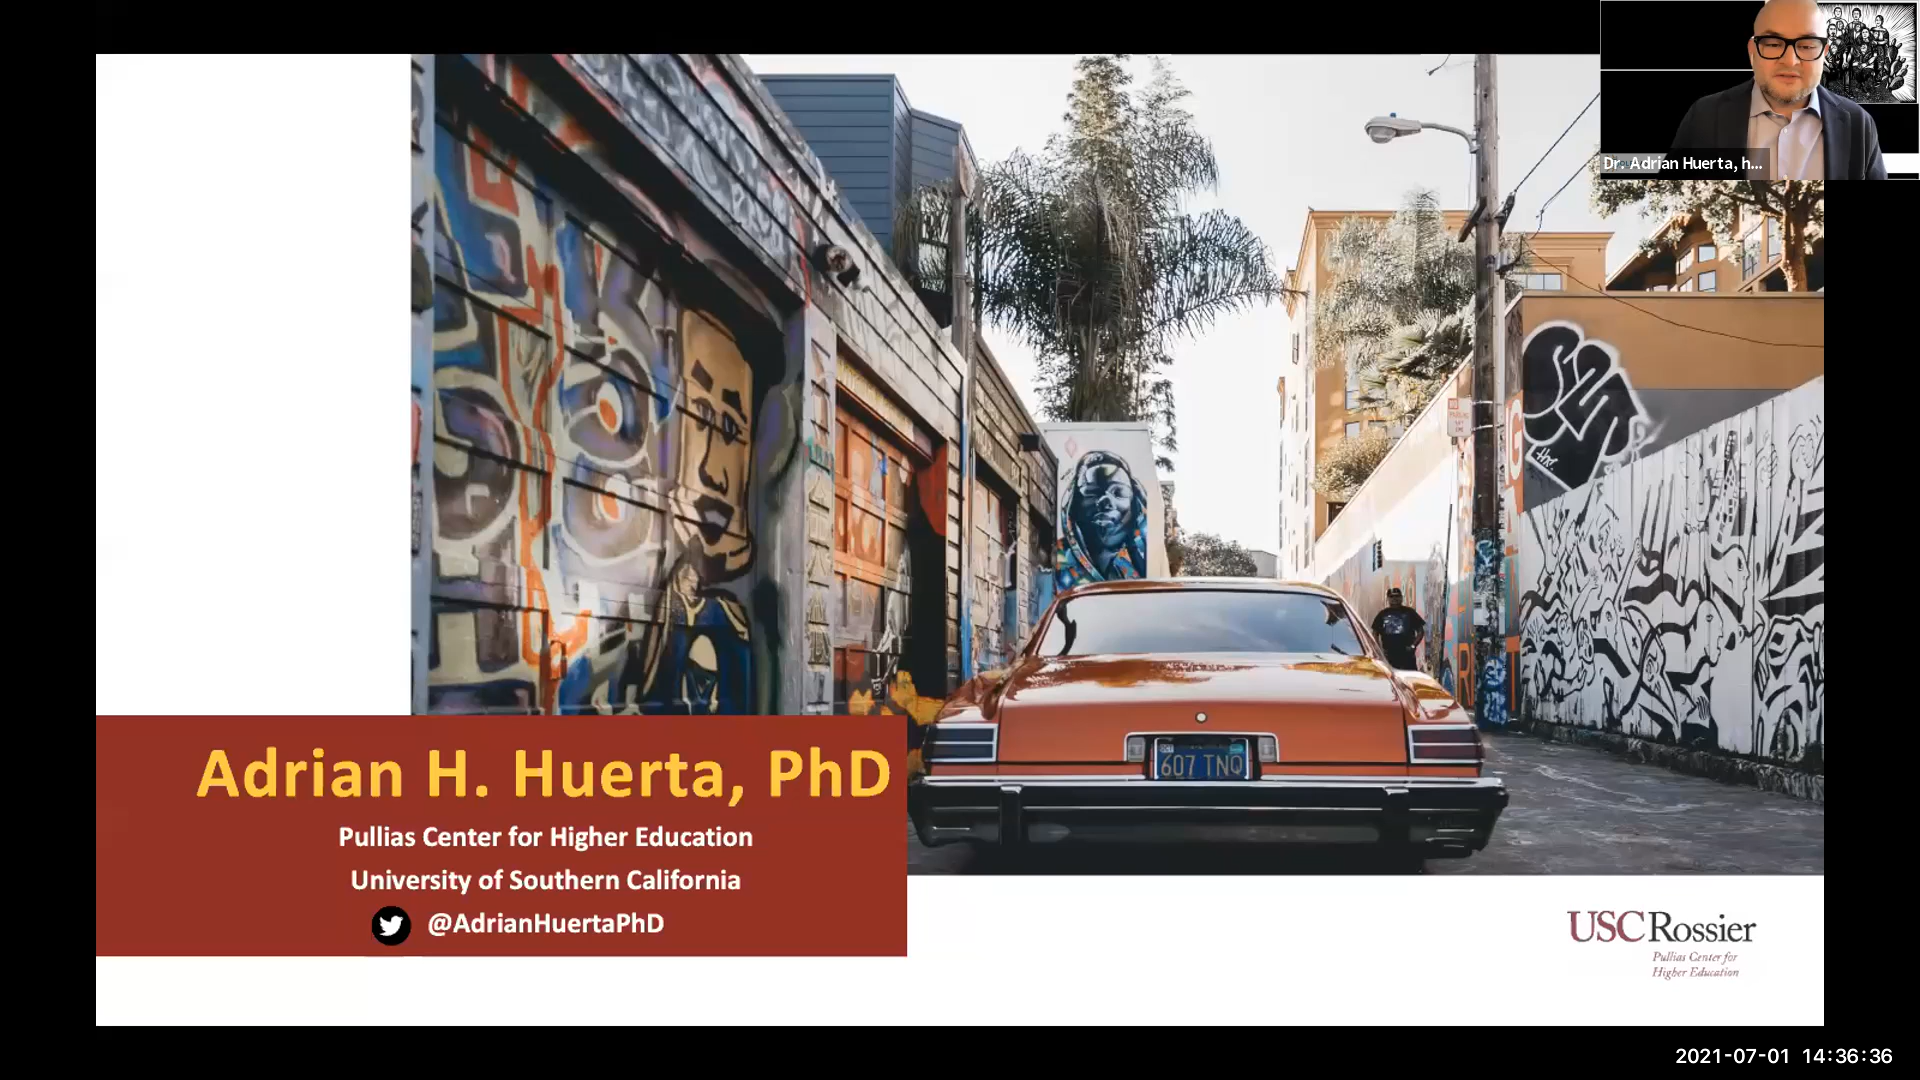 Dr. Adrian Huerta, h...
607 TNQ
Adrian H. Huerta, PhD
Pullias Center for Higher Education
University of Southern California
@AdrianHuertaPhD
USC Rossier
Pullias Center for
Higher Education
2021-07-01 14:36:36